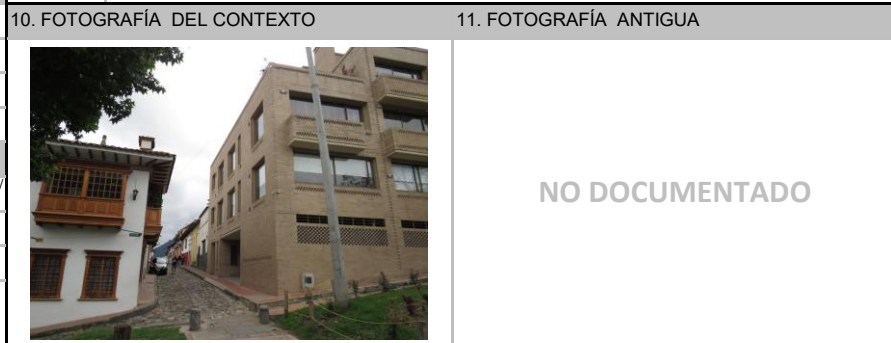 10. FOTOGRAFÍA DEL CONTEXTO
11. FOTOGRAFÍA ANTIGUA
NO DOCUMENTADO